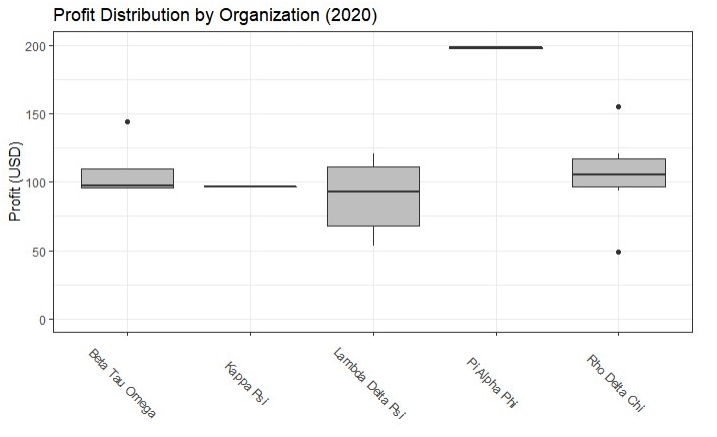 Profit Distribution by Organization (2020)
Profit (USD)
200
150
100
50
0
Beta Tau Omega
Kappa Psi
Lambda Delta Psi
Pi Alpha Phi
Rho Delta Chi